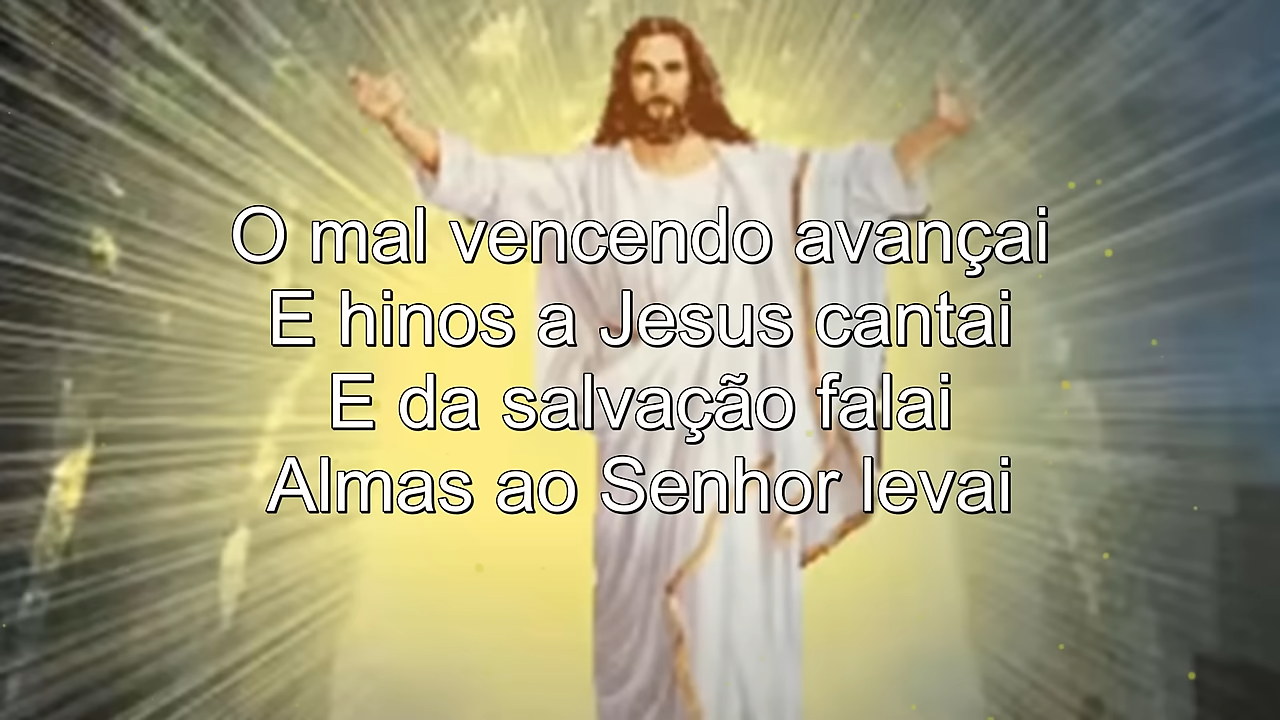 O mal vencendo avançai
E hinos a Jesus cantai
E da salvação falai
Almas ao Senhor levai